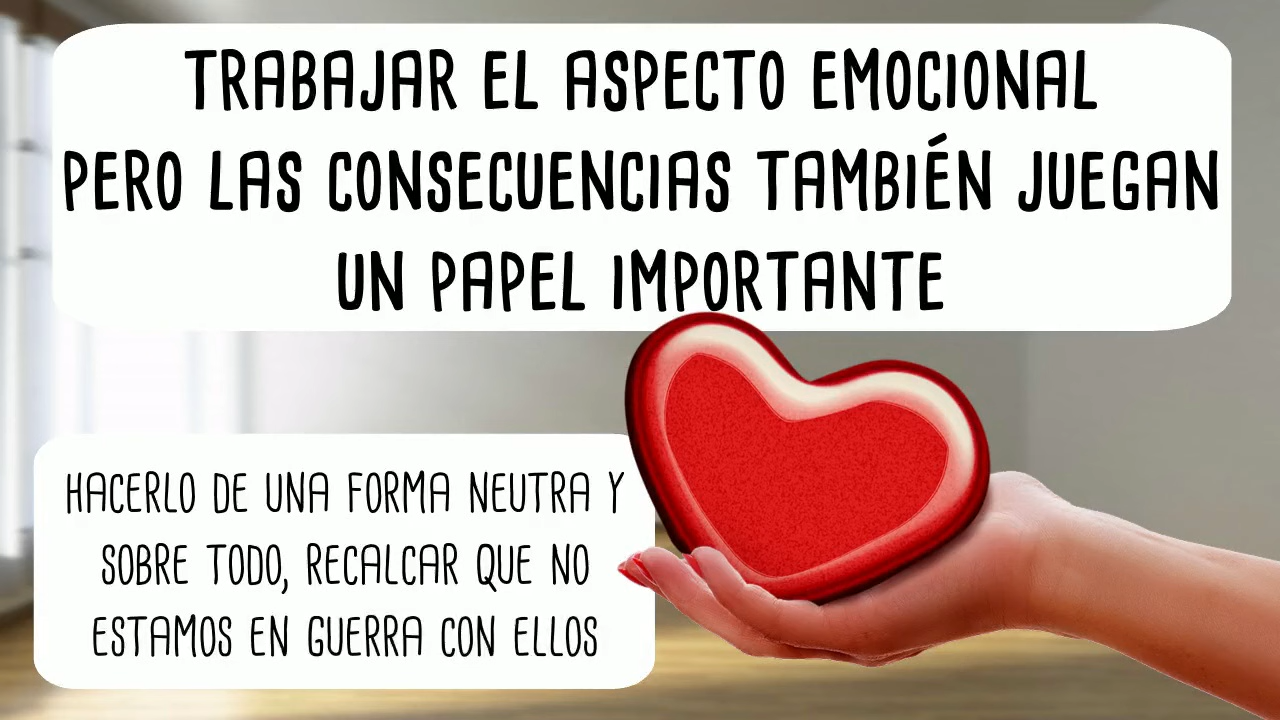 TRABAJAR EL ASPECTO EMOCIONAL
PERO LAS CONSECUENCIAS TAMBIÉN JUEGAN
UN PAPEL IMPORTANTE
HACERLO DE UNA FORMA NEUTRA Y
SOBRE TODO, RECALCAR QUE NO
ESTAMOS EN GUERRA CON ELLOS